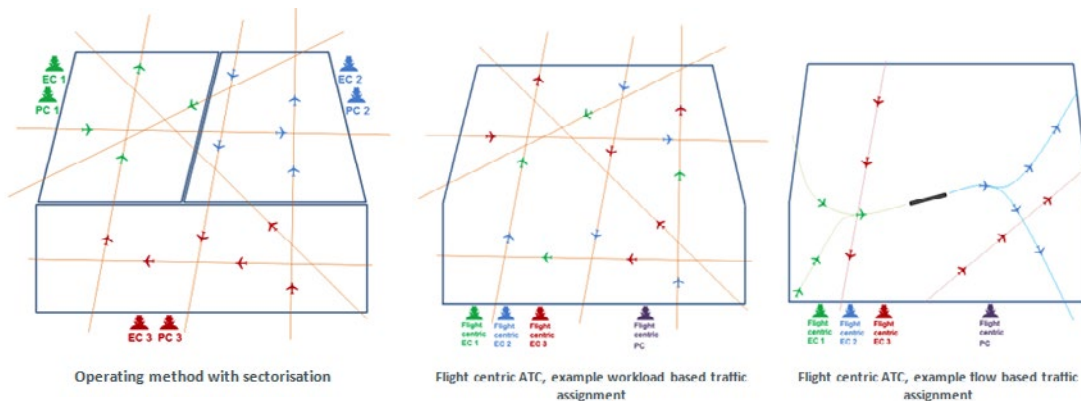 EC 1
PC 1
EC 2
PC 2
EC 3 PC 3
Operating method with sectorisation
Flight
centric
EC 1
Flight
centric
EC 2
Flight
centric
EC 3
Flight
centric
PC
Flight centric ATC, example workload based traffic
assignment
Flight
centric
EC 1
Flight
centric
EC 2
Flight
centric
EC 3
Flight
centric
PC
Flight centric ATC, example flow based traffic
assignment